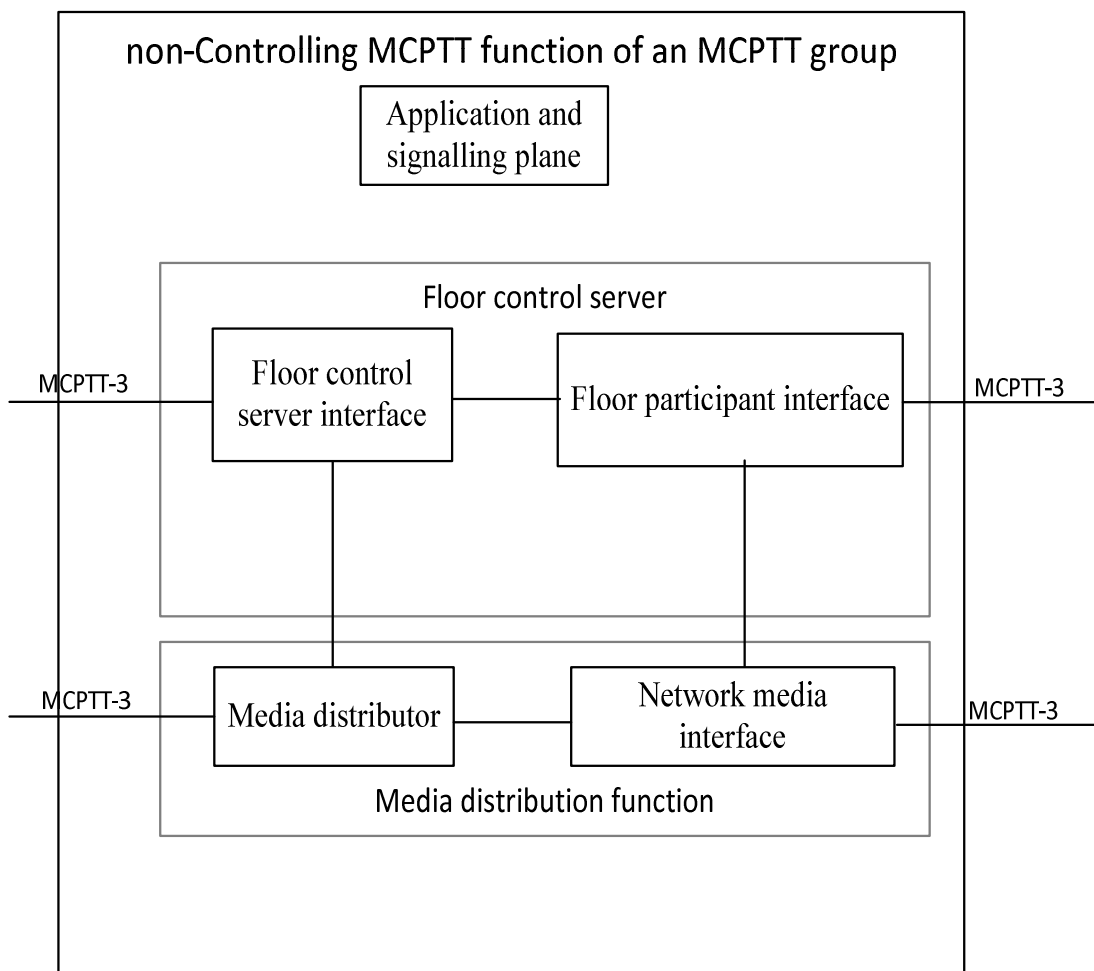 non-Controlling MCPTT function of an MCPTT group
Application and
signalling plane
Floor control server
Floor control
server interface
Floor participant interface
MCPTT-3
MCPTT-3
Media distributor
Network media
interface
MCPTT-3
MCPTT-3
Media distribution function